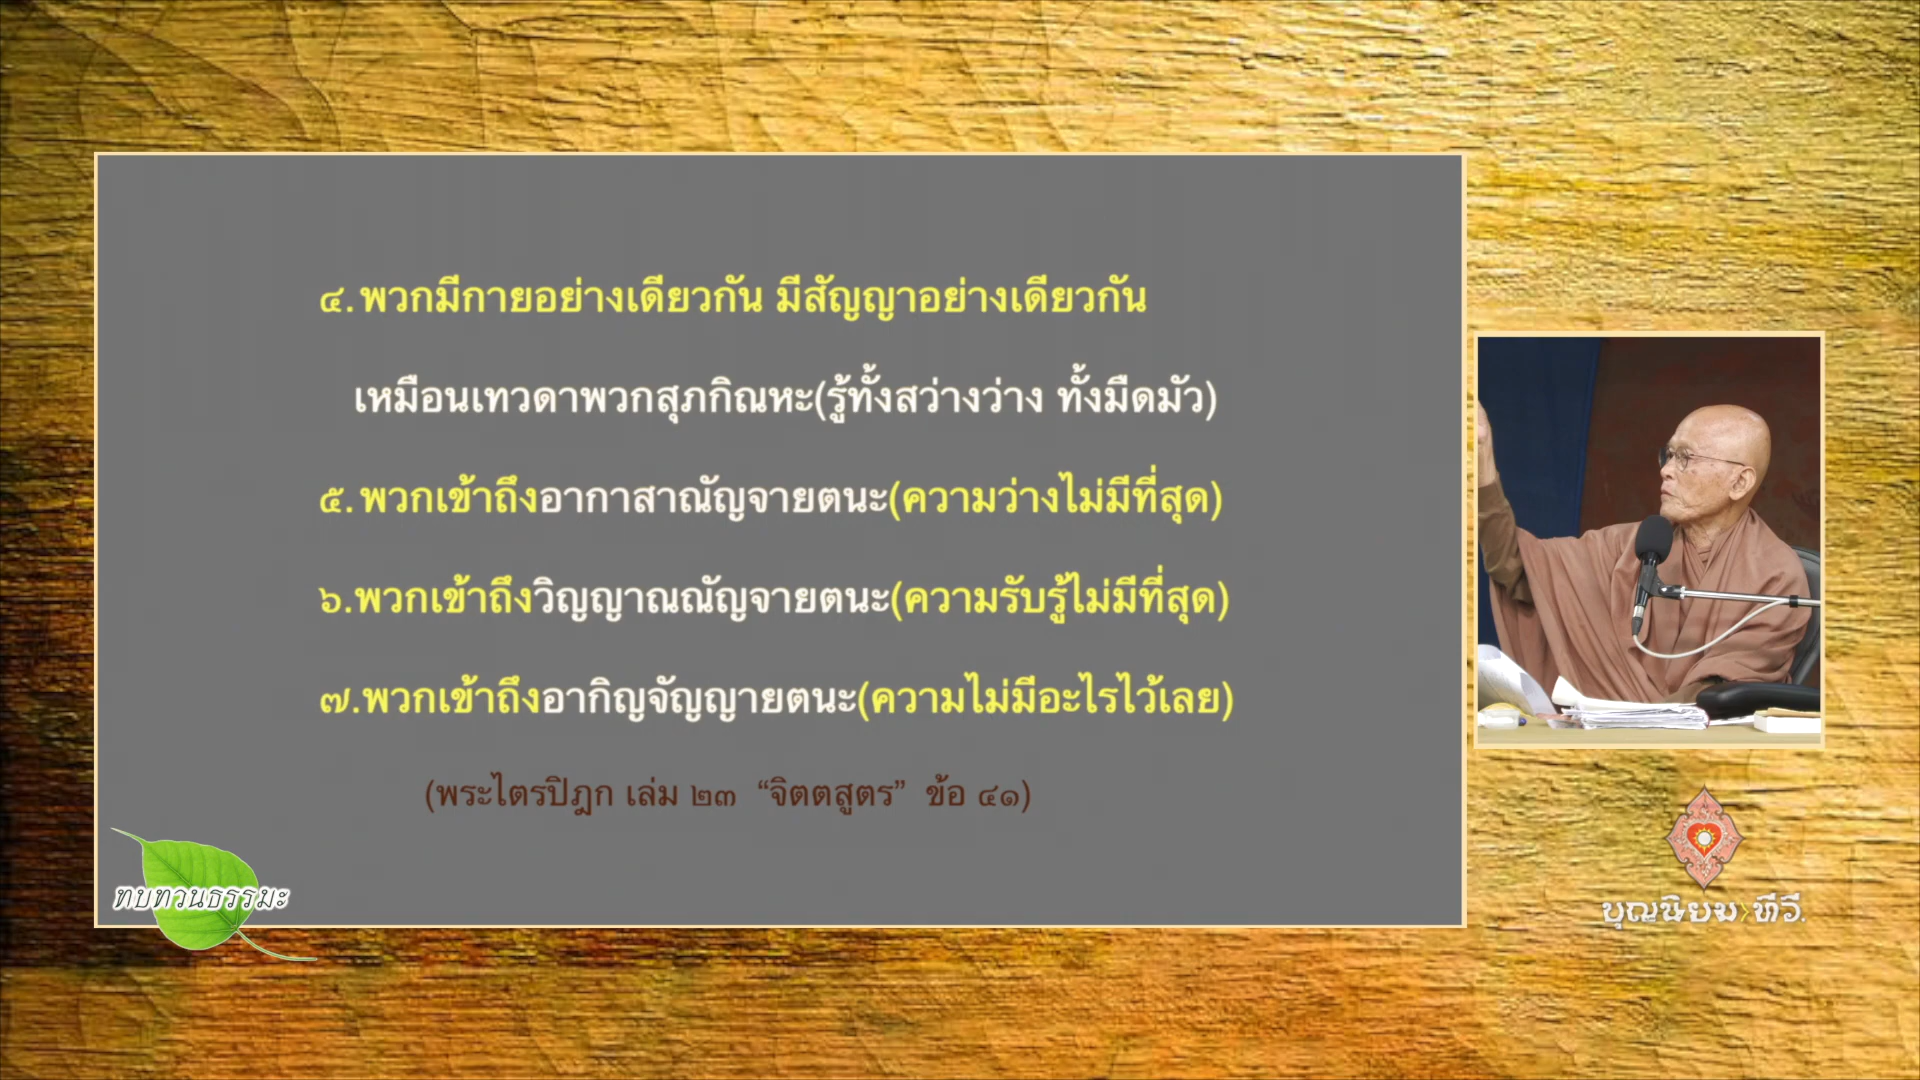 ๔. พวกมีกายอย่างเดียวกัน มีสัญญาอย่างเดียวกัน
เหมือนเทวดาพวกสุภกิณหะ(รู้ทั้งสว่างว่าง ทั้งมืดมัว)
๕. พวกเข้าถึงอากาสาณัญจายตนะ(ความว่างไม่มีที่สุด)
๖.พวกเข้าถึงวิญญาณณัญจายตนะ(ความรับรู้ไม่มีที่สุด)
๗.พวกเข้าถึงอากิญจัญญายตนะ(ความไม่มีอะไรไว้เลย)
(พระไตรปิฎก เล่ม ๒๓ “จิตตสูตร” ข้อ ๔๑)
ทบทวนธรรมะ
บุญนิยม>ทีวี.